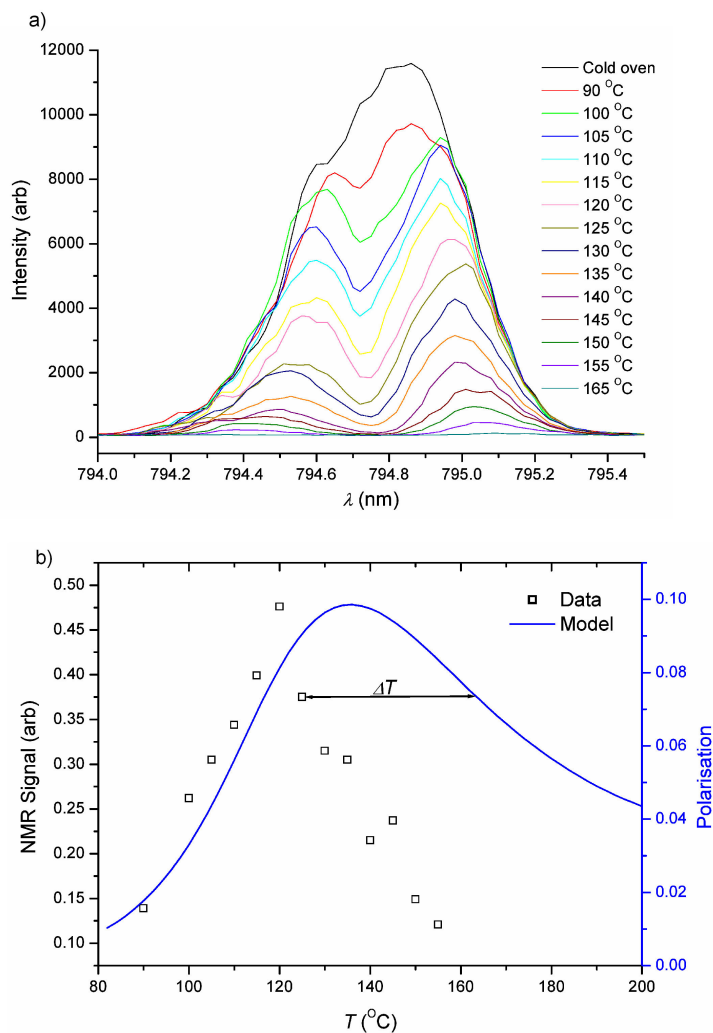 a)
12000
10000
8000
6000
4000
2000
0
Intensity (arb)
794.0 794.2 794.4 794.6 794.8 795.0 795.2 795.4
λ (nm)
Cold oven
90 °C
100 °C
105 °C
110 °C
115 °C
120 °C
125 °C
130 °C
135 °C
140 °C
145 °C
150 °C
155 °C
165 °C
b)
0.50
0.45
0.40
0.35
0.30
0.25
0.20
0.15
0.10
NMR Signal (arb)
Data
Model
ΔT
0.10
0.08
0.06
0.04
0.02
0.00
Polarisation
80 100 120 140 160 180 200
T (°C)